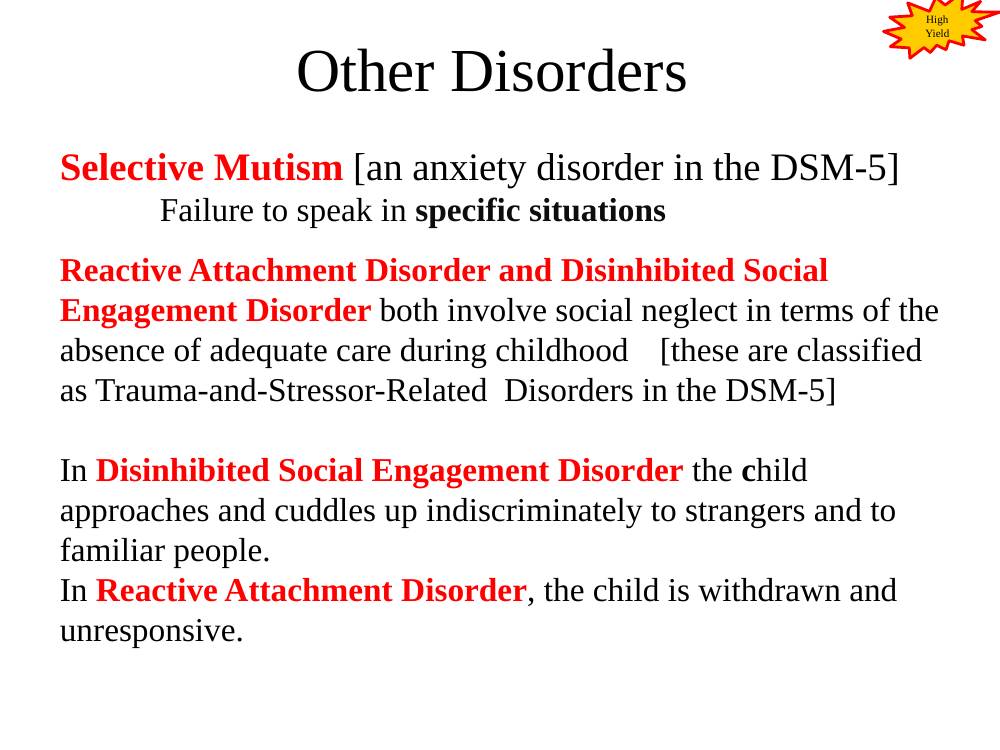 High
Yield
Other Disorders
Selective Mutism [an anxiety disorder in the DSM-5]
Failure to speak in specific situations
Reactive Attachment Disorder and Disinhibited Social
Engagement Disorder both involve social neglect in terms of the
absence of adequate care during childhood [these are classified
as Trauma-and-Stressor-Related Disorders in the DSM-5]
In Disinhibited Social Engagement Disorder the child
approaches and cuddles up indiscriminately to strangers and to
familiar people.
In Reactive Attachment Disorder, the child is withdrawn and
unresponsive.